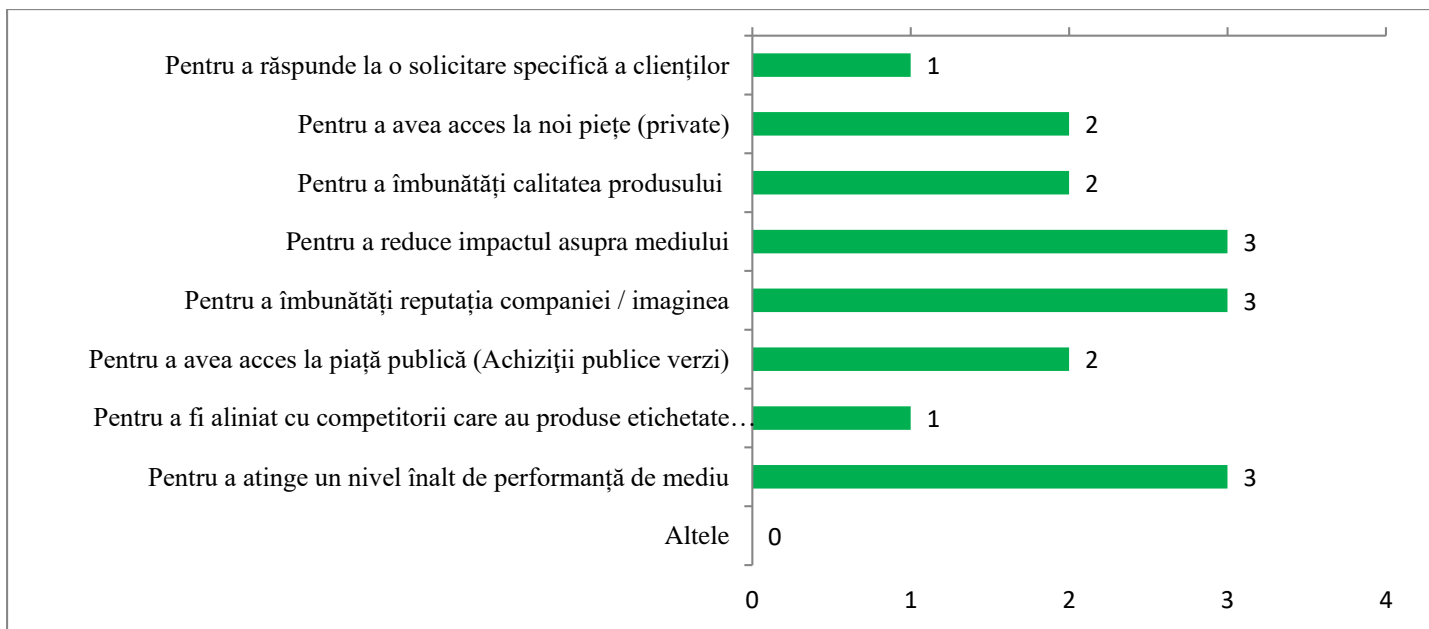 Pentru a răspunde la o solicitare specifică a clienților 1
Pentru a avea acces la noi piețe (private) 2
Pentru a îmbunătăți calitatea produsului 2
Pentru a reduce impactul asupra mediului 3
Pentru a îmbunătăți reputația companiei / imaginea 3
Pentru a avea acces la piață publică (Achiziţii publice verzi) 2
Pentru a fi aliniat cu competitorii care au produse etichetate… 1
Pentru a atinge un nivel înalt de performanță de mediu 3
Altele 0
0 1 2 3 4